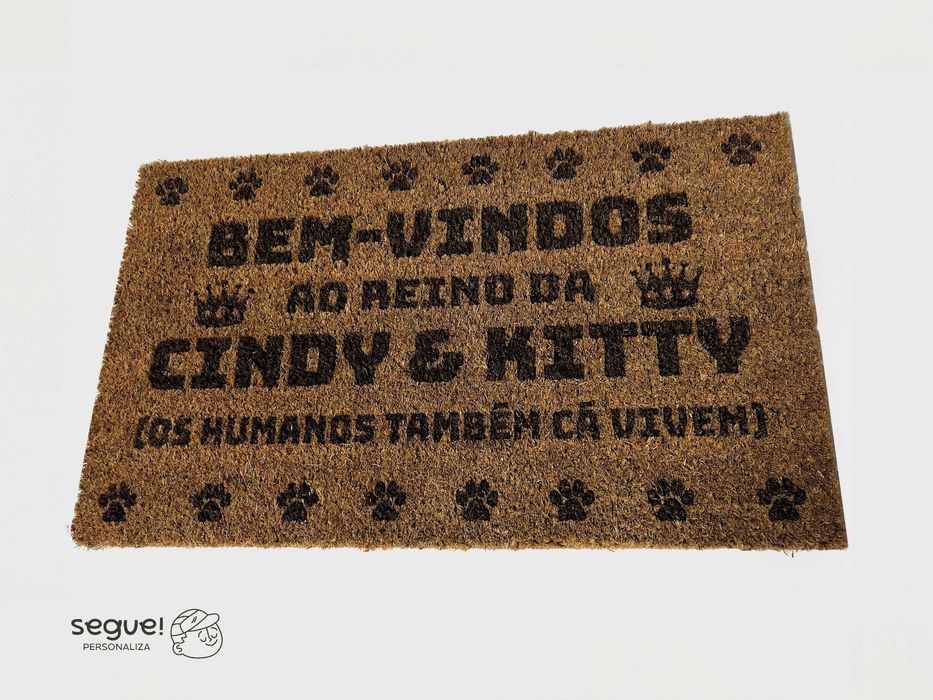 BEM-VINDOS
AO REINO DA
CINDY & KITTY
(OS HUMANOS TAMBÉM CÁ VIVEM)
segue!
PERSONALIZA